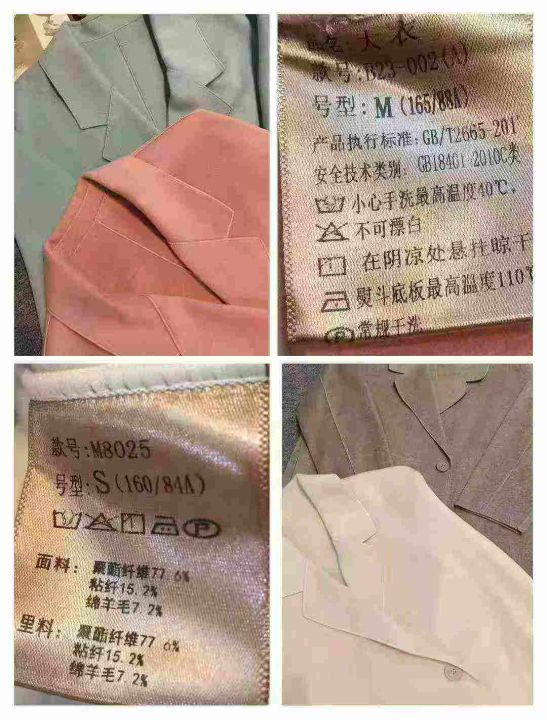 品名:大衣
款号:B23-002(A)
号型:M(165/88A)
产品执行标准:GB/T2665-201
安全技术类别:GB18401-2010C类
小心手洗最高温度40℃,
不可漂白
在阴凉处悬挂晾干
熨斗底板最高温度110℃
常规干洗
款号:M8025
号型:S(160/84A)
面料:聚酯纤维77.6%
粘纤15.2%
绵羊毛7.2%
里料:聚酯纤维77.6%
粘纤15.2%
绵羊毛7.2%